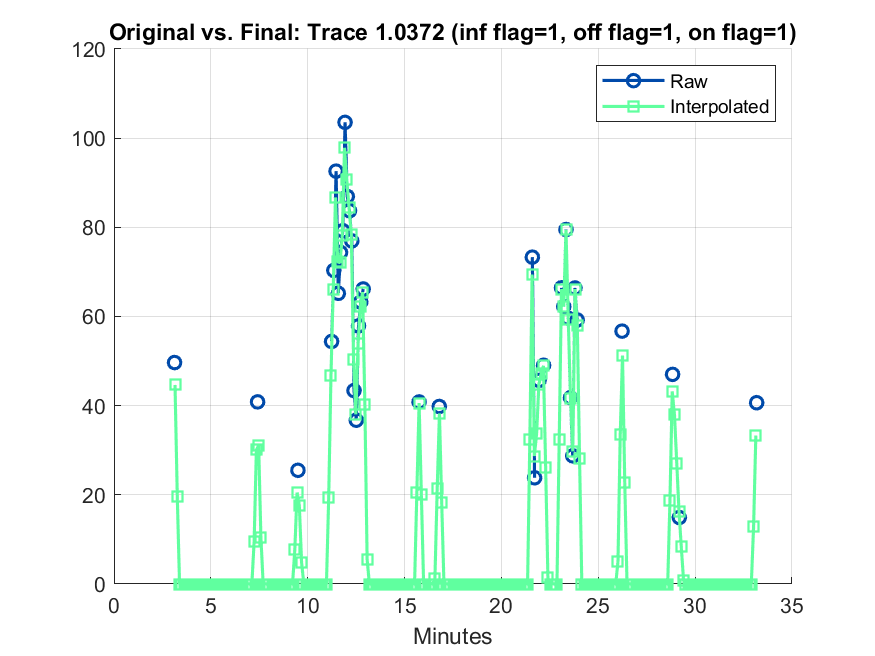 Original vs. Final: Trace 1.0372 (inf flag=1, off flag=1, on flag=1)
120
100
80
60
40
20
0
Raw
Interpolated
0 5 10 15 20 25 30 35
Minutes